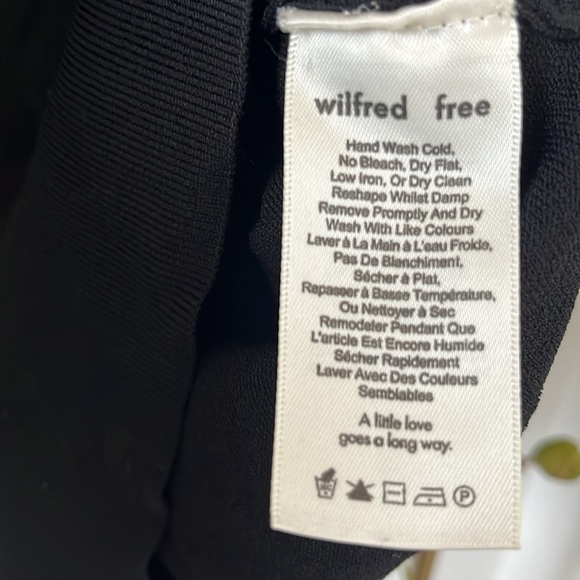 wilfred free
Hand Wash Cold,
No Bleach, Dry Flat,
Low Iron, Or Dry Clean
Reshape Whilst Damp
Remove Promptly And Dry
Wash With Like Colours
Laver à La Main à L'eau Froide,
Pas De Blanchiment,
Sécher à Plat,
Repasser à Basse Température,
Ou Nettoyer à Sec
Remodeler Pendant Que
L'article Est Encore Humide
Sécher Rapidement
Laver Avec Des Couleurs
Semblables
A little love
goes a long way.
P